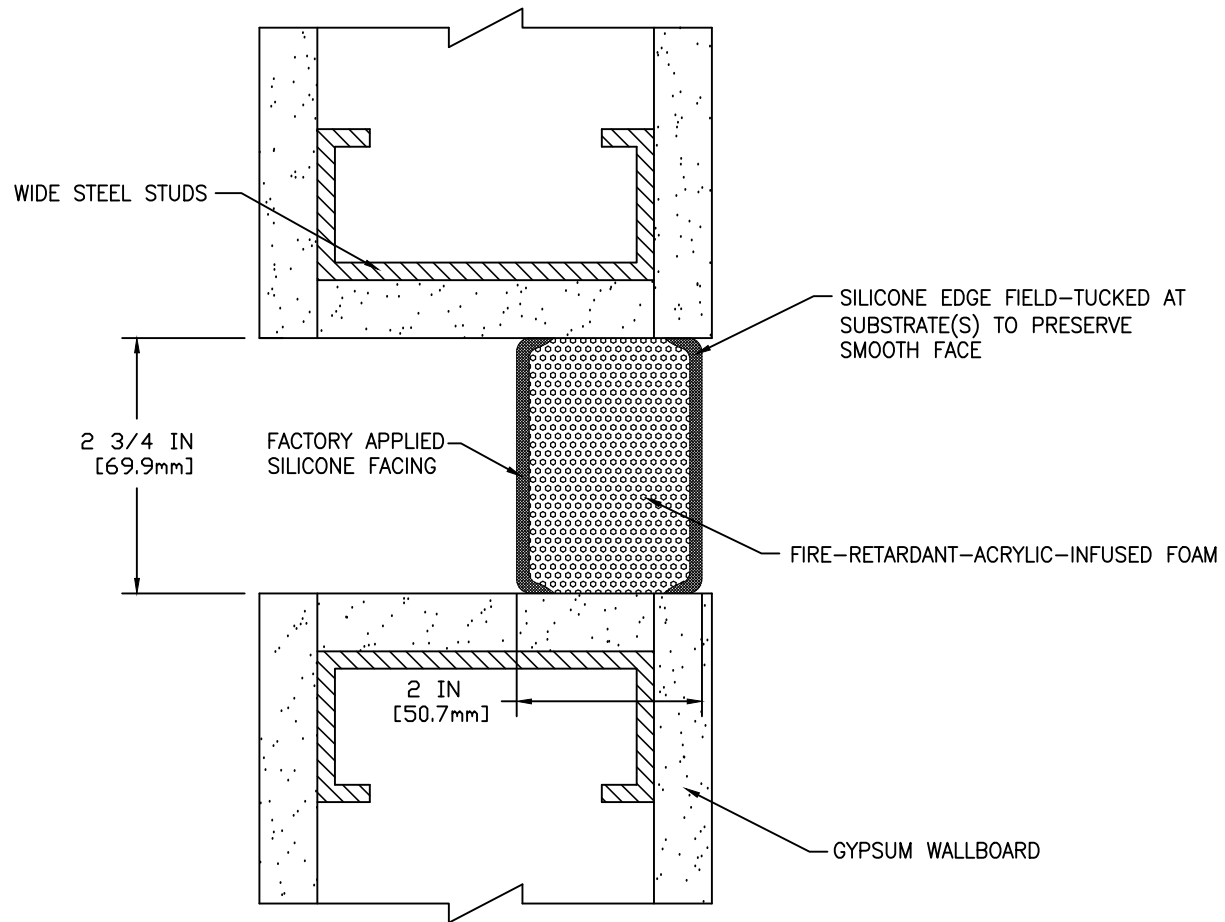 WIDE STEEL STUDS
SILICONE EDGE FIELD-TUCKED AT
SUBSTRATE(S) TO PRESERVE
SMOOTH FACE
2 3/4 IN
[69.9mm]
FACTORY APPLIED
SILICONE FACING
FIRE-RETARDANT-ACRYLIC-INFUSED FOAM
2 IN
[50.7mm]
GYPSUM WALLBOARD